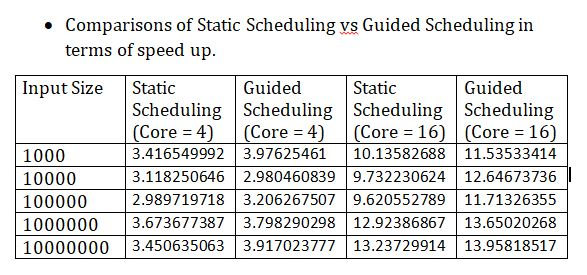 • Comparisons of Static Scheduling vs Guided Scheduling in
terms of speed up.
Input Size Static Scheduling (Core = 4) Guided Scheduling (Core = 4) Static Scheduling (Core = 16) Guided Scheduling (Core = 16)
1000 3.416549992 3.97625461 10.13582688 11.53533414
10000 3.118250646 2.980460839 9.732230624 12.64673736
100000 2.989719718 3.206267507 9.620552789 11.71326355
1000000 3.673677387 3.798290298 12.92386867 13.65020268
10000000 3.450635063 3.917023777 13.23729914 13.95818517